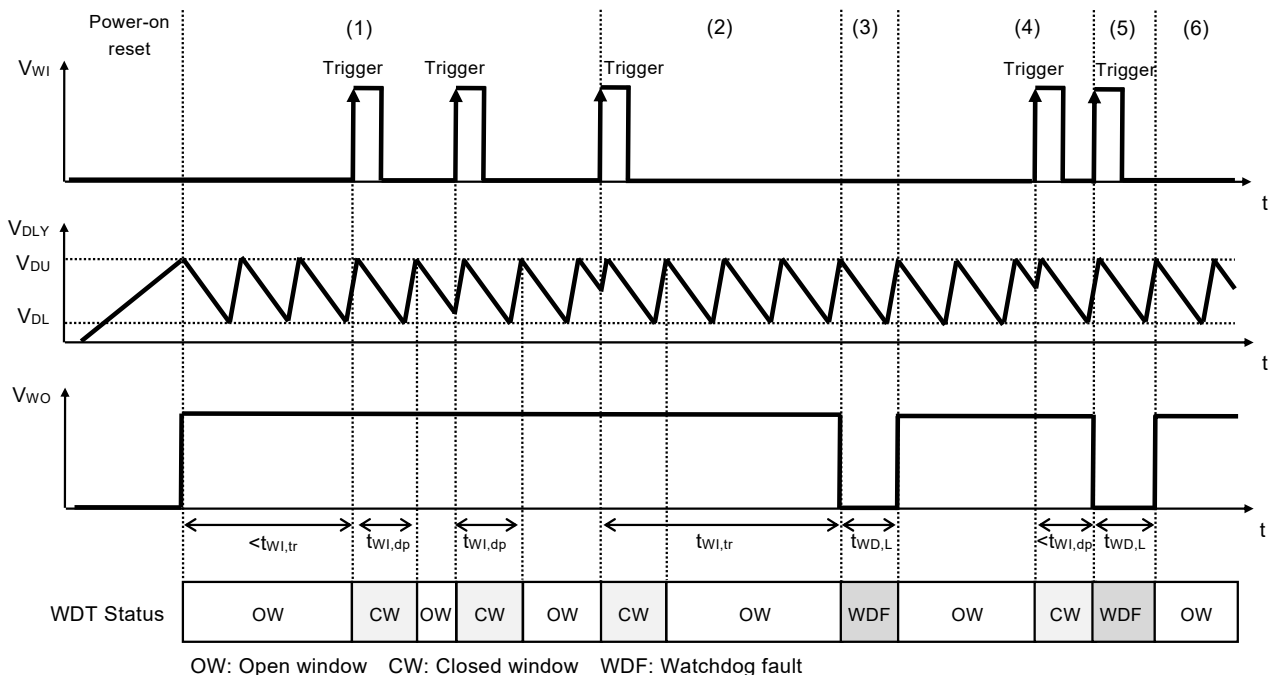 Power-on
reset
(1)
(2)
(3)
(4)
(5)
(6)
VWI
Trigger
Trigger
Trigger
Trigger
Trigger
t
VDLY
VDU
VDL
t
VWO
t
<tWI,tr
tWI,dp
tWI,dp
tWI,tr
tWD,L
<tWI,dp
tWD,L
WDT Status
OW
CW
OW
CW
OW
CW
OW
WDF
OW
CW
WDF
OW
OW: Open window CW: Closed window WDF: Watchdog fault